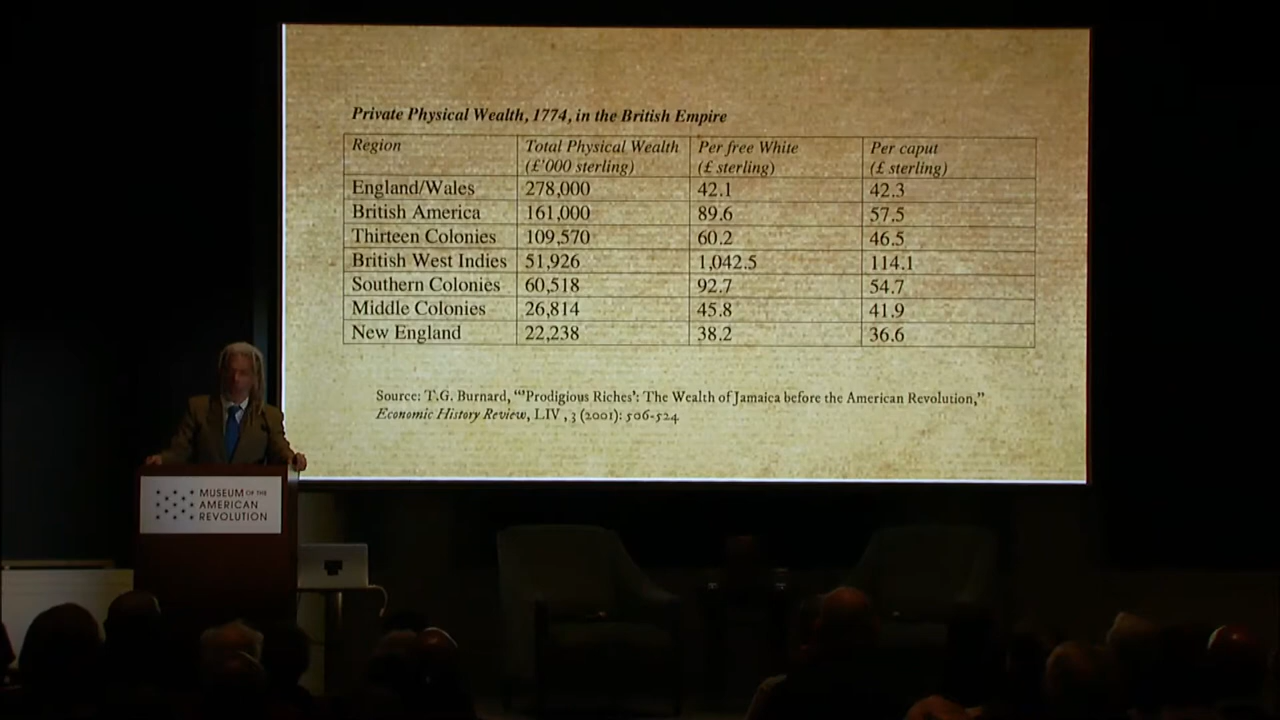 Private Physical Wealth, 1774, in the British Empire
Region Total Physical Wealth Per free White Per caput
(£'000 sterling) (£ sterling) (£ sterling)
England/Wales 278,000 42.1 42.3
British America 161,000 89.6 57.5
Thirteen Colonies 109,570 60.2 46.5
British West Indies 51,926 1,042.5 114.1
Southern Colonies 60,518 92.7 54.7
Middle Colonies 26,814 45.8 41.9
New England 22,238 38.2 36.6
Source: T.G. Burnard, “‘Prodigious Riches’: The Wealth of Jamaica before the American Revolution,”
Economic History Review, LIV , 3 (2001): 506-524
MUSEUM OF THE
AMERICAN
REVOLUTION